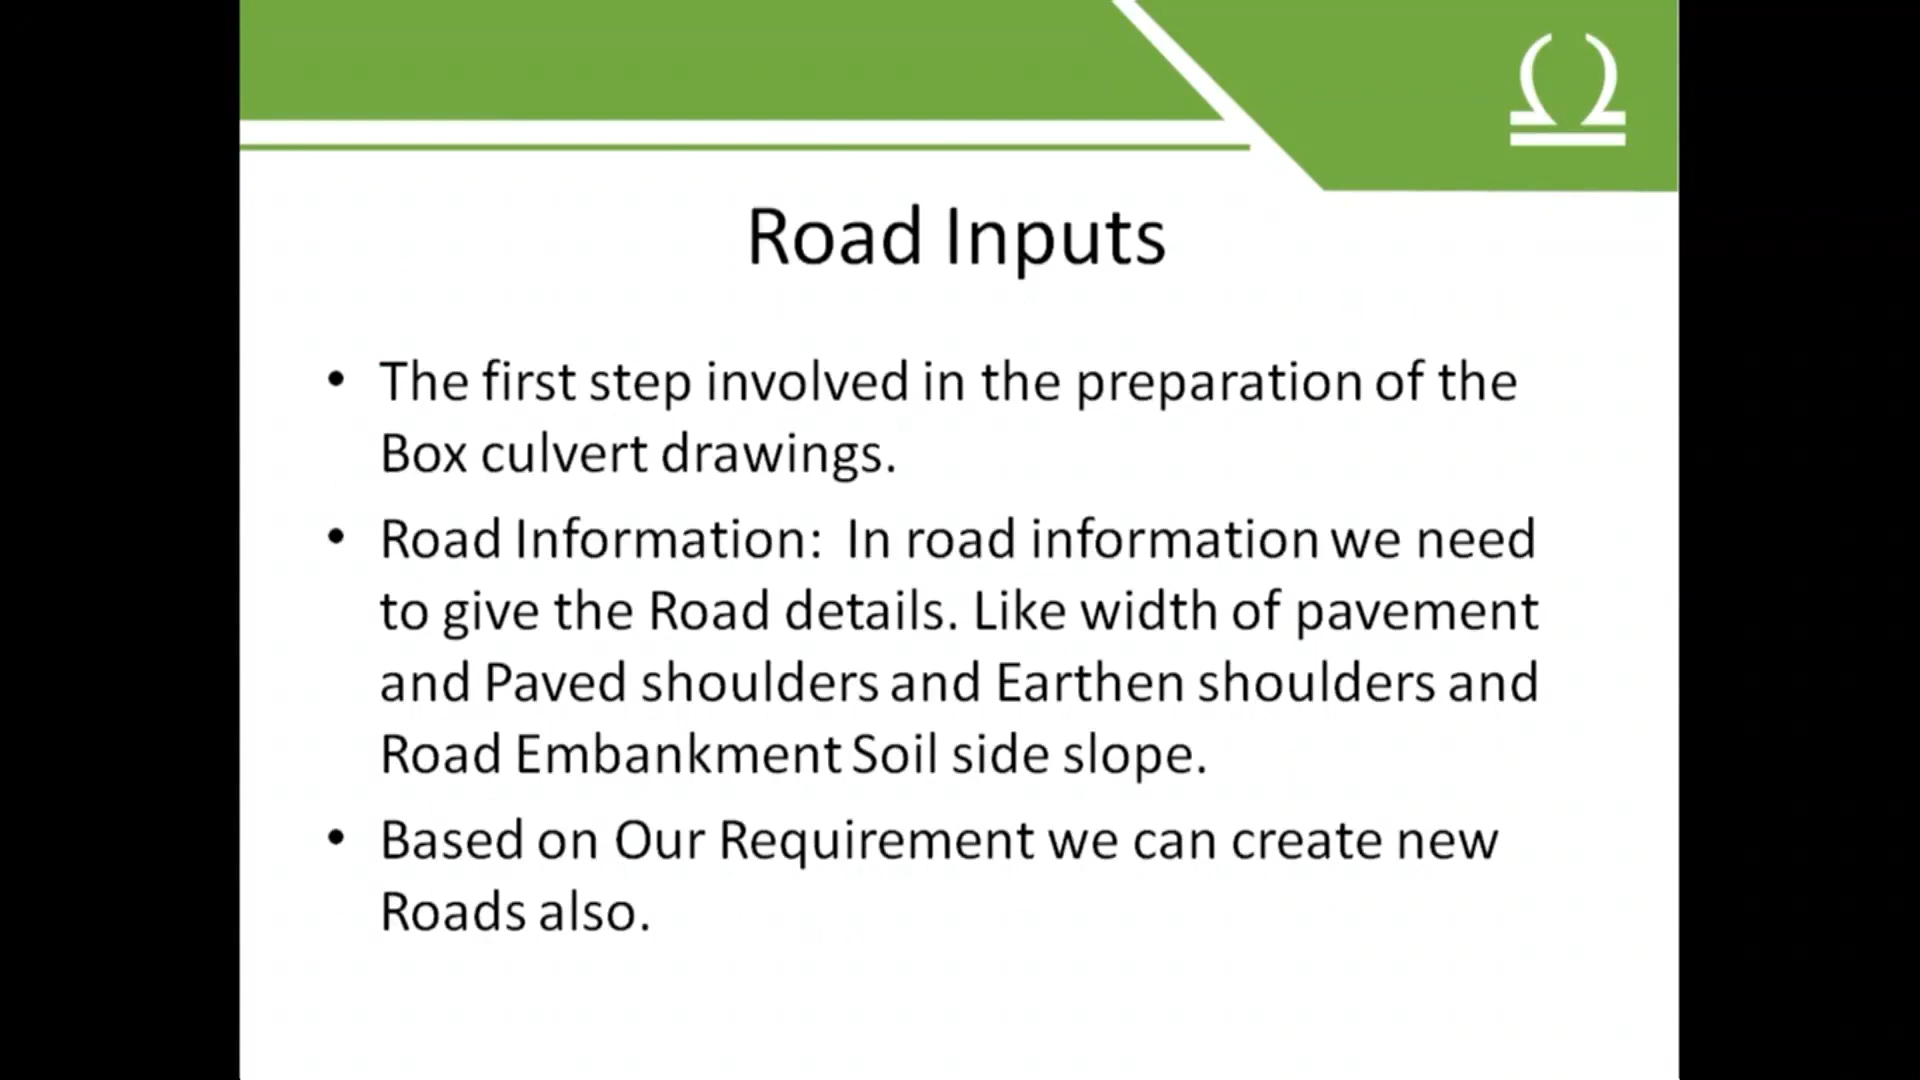 Road Inputs
• The first step involved in the preparation of the
Box culvert drawings.
• Road Information:  In road information we need
to give the Road details. Like width of pavement
and Paved shoulders and Earthen shoulders and
Road Embankment Soil side slope.
• Based on Our Requirement we can create new
Roads also.